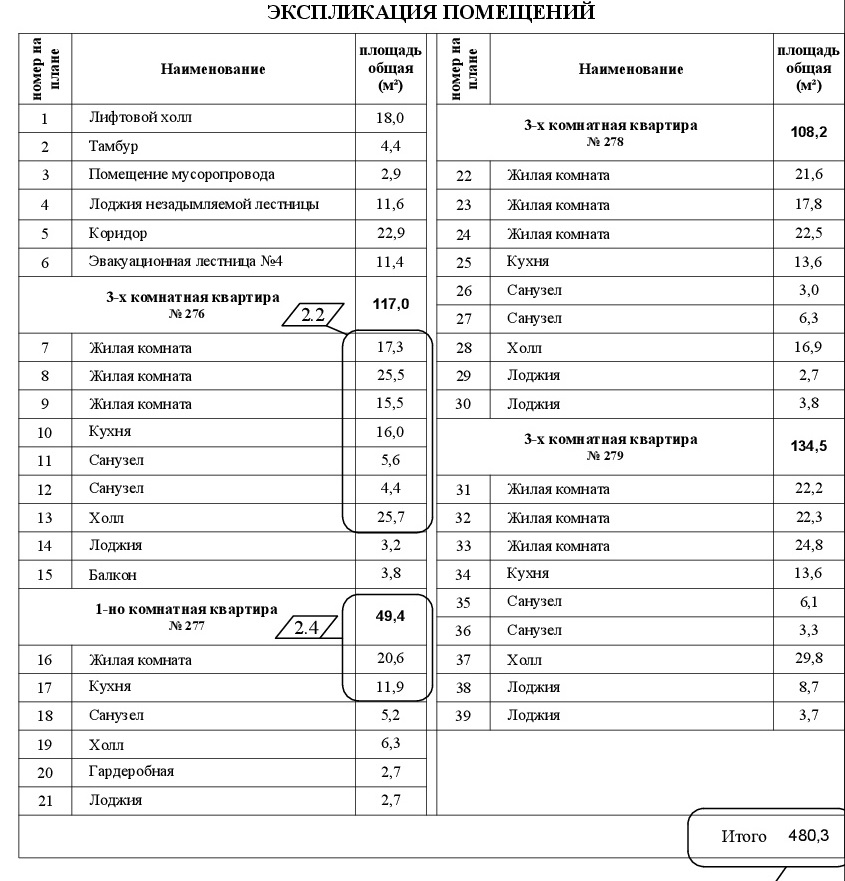 ЭКСПЛИКАЦИЯ ПОМЕЩЕНИЙ
номер на плане Наименование площадь общая (м²)
1 Лифтовой холл 18,0
2 Тамбур 4,4
3 Помещение мусоропровода 2,9
4 Лоджия незадымляемой лестницы 11,6
5 Коридор 22,9
6 Эвакуационная лестница №4 11,4
3-х комнатная квартира 117,0
№ 276
2.2
7 Жилая комната 17,3
8 Жилая комната 25,5
9 Жилая комната 15,5
10 Кухня 16,0
11 Санузел 5,6
12 Санузел 4,4
13 Холл 25,7
14 Лоджия 3,2
15 Балкон 3,8
1-но комнатная квартира 49,4
№ 277
2.4
16 Жилая комната 20,6
17 Кухня 11,9
18 Санузел 5,2
19 Холл 6,3
20 Гардеробная 2,7
21 Лоджия 2,7
номер на плане Наименование площадь общая (м²)
3-х комнатная квартира 108,2
№ 278
22 Жилая комната 21,6
23 Жилая комната 17,8
24 Жилая комната 22,5
25 Кухня 13,6
26 Санузел 3,0
27 Санузел 6,3
28 Холл 16,9
29 Лоджия 2,7
30 Лоджия 3,8
3-х комнатная квартира 134,5
№ 279
31 Жилая комната 22,2
32 Жилая комната 22,3
33 Жилая комната 24,8
34 Кухня 13,6
35 Санузел 6,1
36 Санузел 3,3
37 Холл 29,8
38 Лоджия 8,7
39 Лоджия 3,7
Итого 480,3